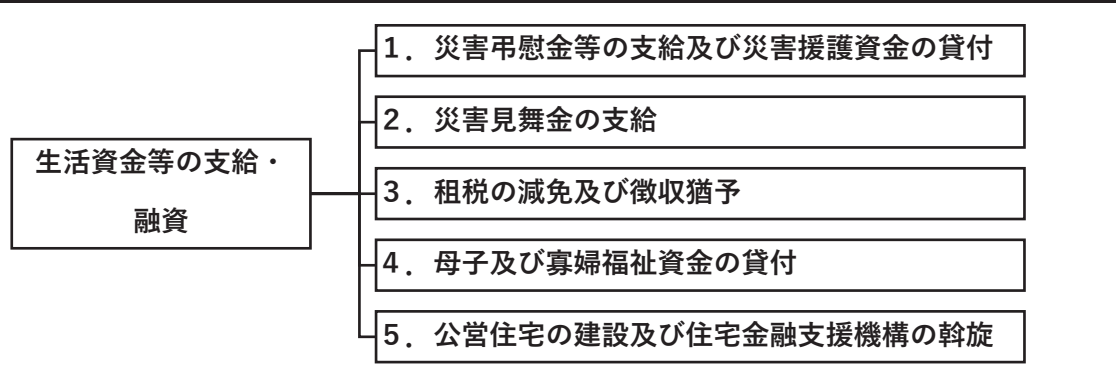 生活資金等の支給・
融資
1．災害弔慰金等の支給及び災害援護資金の貸付
2．災害見舞金の支給
3．租税の減免及び徴収猶予
4．母子及び寡婦福祉資金の貸付
5．公営住宅の建設及び住宅金融支援機構の斡旋